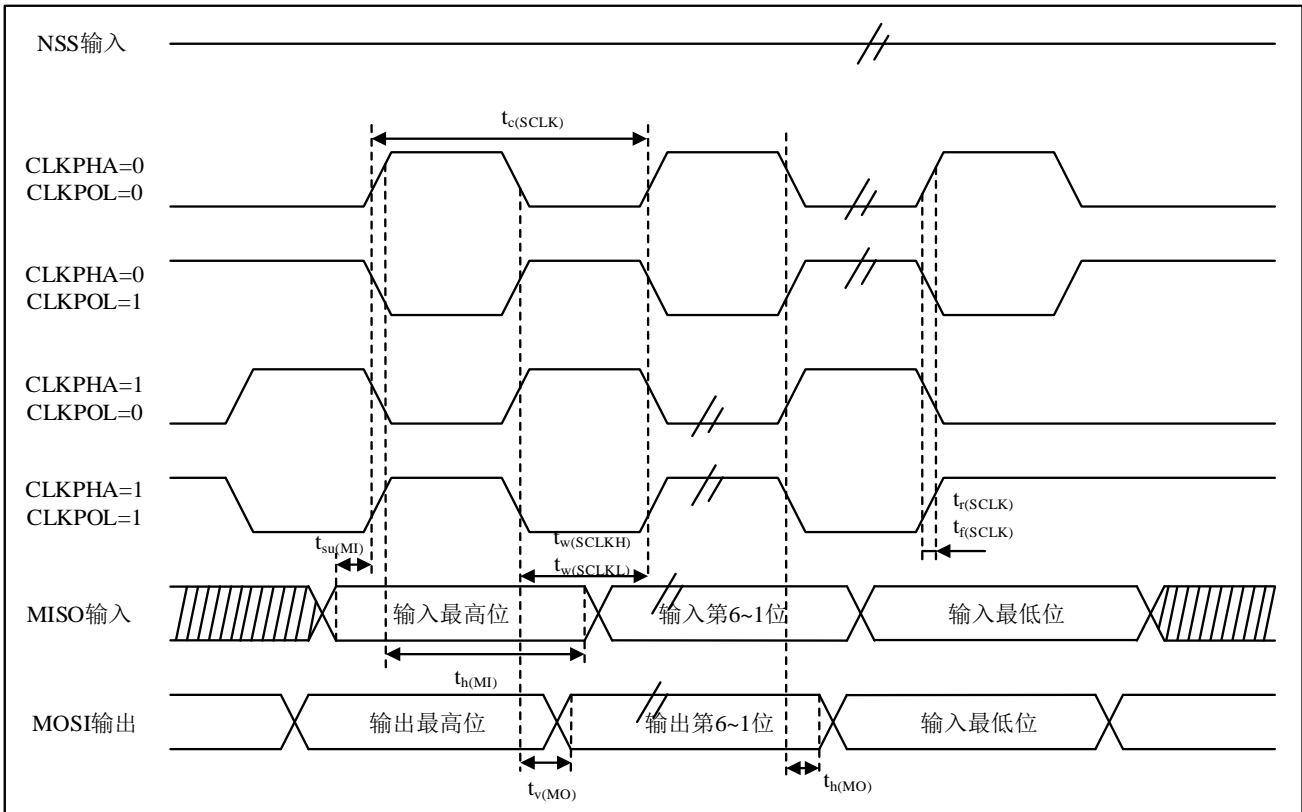 NSS输入
tc(SCLK)
CLKPHA=0
CLKPOL=0
CLKPHA=0
CLKPOL=1
CLKPHA=1
CLKPOL=0
CLKPHA=1
CLKPOL=1
tr(SCLK)
tf(SCLK)
tsu(MI)
tw(SCLKH)
tw(SCLKL)
MISO输入
输入最高位
输入第6~1位
输入最低位
th(MI)
MOSI输出
输出最高位
输出第6~1位
输入最低位
tv(MO)
th(MO)